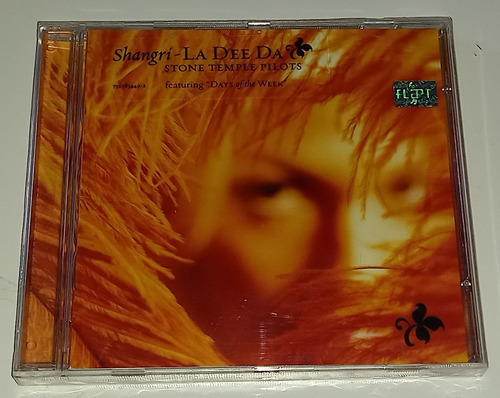 Shangri-LA DEE DA
STONE TEMPLE PILOTS
featuring "DAYS of the WEEK"